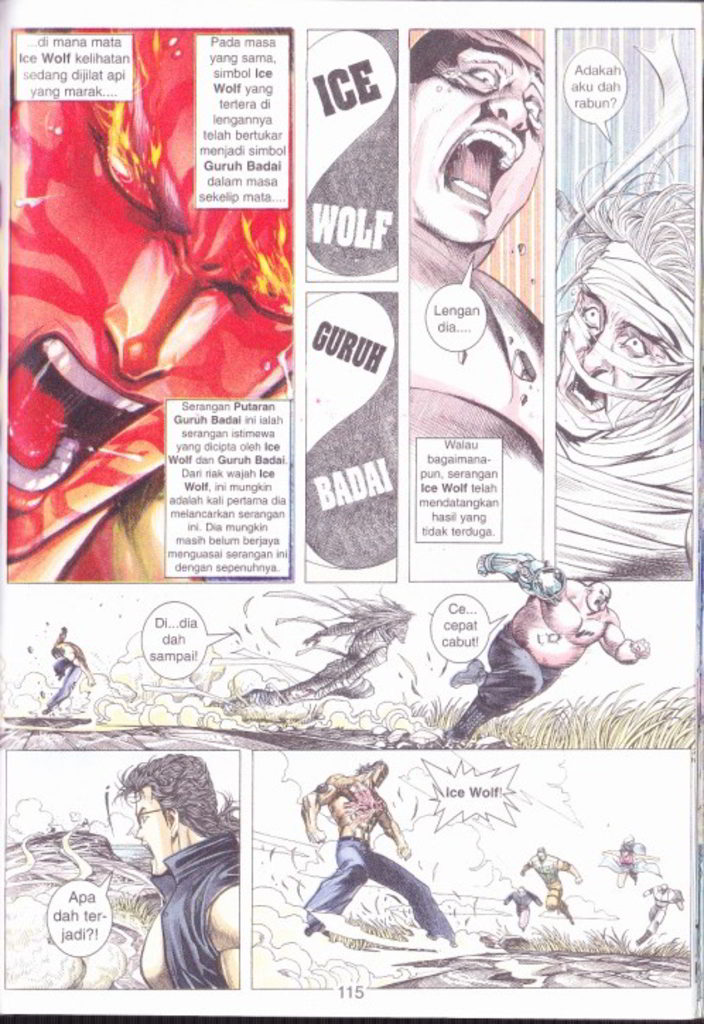 ...di mana mata
Ice Wolf kelihatan
sedang dijilat api
yang marak....
Pada masa
yang sama,
simbol Ice
Wolf yang
tertera di
lengannya
telah bertukar
menjadi simbol
Guruh Badai
dalam masa
sekelip mata....
Serangan Putaran
Guruh Badai ini ialah
serangan istimewa
yang dicipta oleh Ice
Wolf dan Guruh Badai.
Dari riak wajah Ice
Wolf, ini mungkin
adalah kali pertama dia
melancarkan serangan
ini. Dia mungkin
masih belum berjaya
menguasai serangan ini
dengan sepenuhnya.
ICE
WOLF
GURUH
BADAI
Lengan
dia....
Walau
bagaimana-
pun, serangan
Ice Wolf telah
mendatangkan
hasil yang
tidak terduga.
Adakah
aku dah
rabun?
Di...dia
dah
sampai!
Ce...
cepat
cabut!
Apa
dah ter-
jadi?!
Ice Wolf!
115